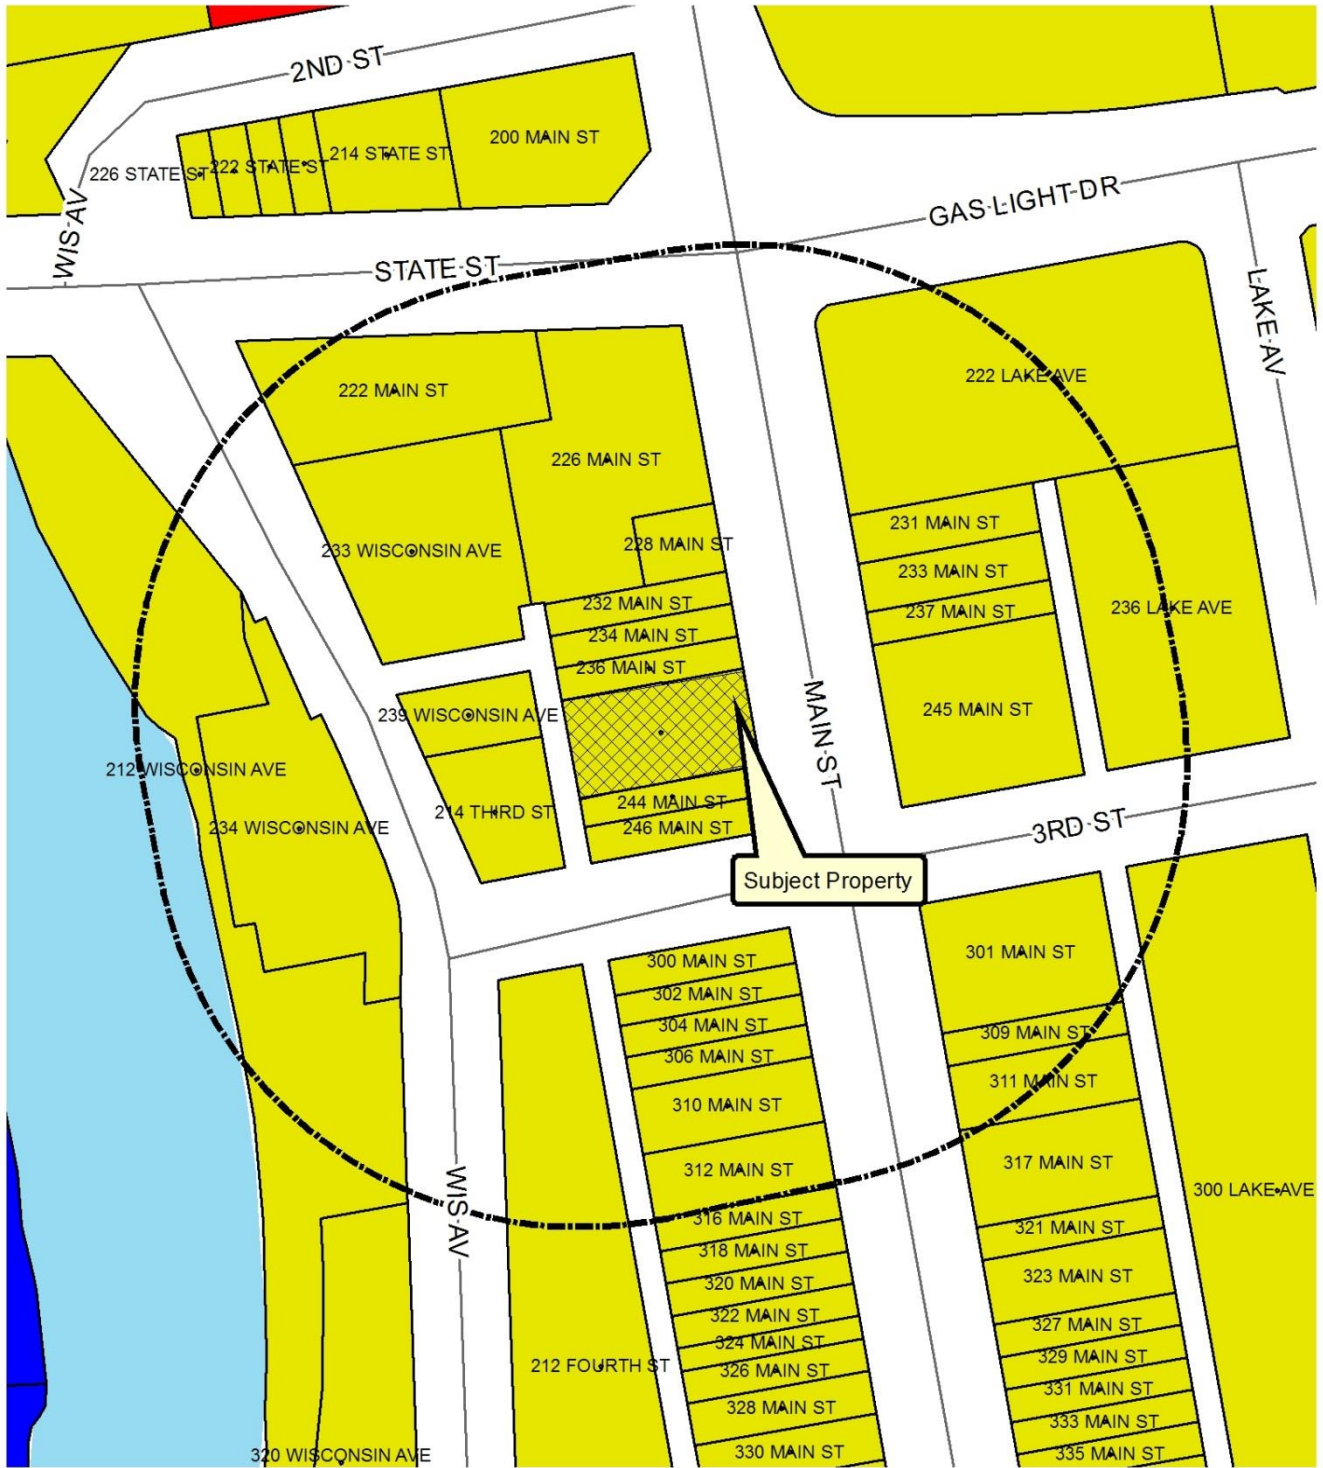 2ND ST
200 MAIN ST
214 STATE ST
222 STATE ST
226 STATE ST
WIS AV
GAS LIGHT DR
STATE ST
LAKE AV
222 MAIN ST
222 LAKE AVE
226 MAIN ST
231 MAIN ST
228 MAIN ST
233 WISCONSIN AVE
233 MAIN ST
232 MAIN ST
236 LAKE AVE
237 MAIN ST
234 MAIN ST
236 MAIN ST
239 WISCONSIN AVE
245 MAIN ST
MAIN ST
212 WISCONSIN AVE
244 MAIN ST
214 THIRD ST
234 WISCONSIN AVE
246 MAIN ST
3RD ST
Subject Property
301 MAIN ST
300 MAIN ST
302 MAIN ST
304 MAIN ST
309 MAIN ST
306 MAIN ST
311 MAIN ST
310 MAIN ST
317 MAIN ST
312 MAIN ST
300 LAKE AVE
WIS AV
316 MAIN ST
321 MAIN ST
318 MAIN ST
323 MAIN ST
320 MAIN ST
322 MAIN ST
327 MAIN ST
324 MAIN ST
329 MAIN ST
212 FOURTH ST
326 MAIN ST
331 MAIN ST
328 MAIN ST
333 MAIN ST
330 MAIN ST
335 MAIN ST
320 WISCONSIN AVE